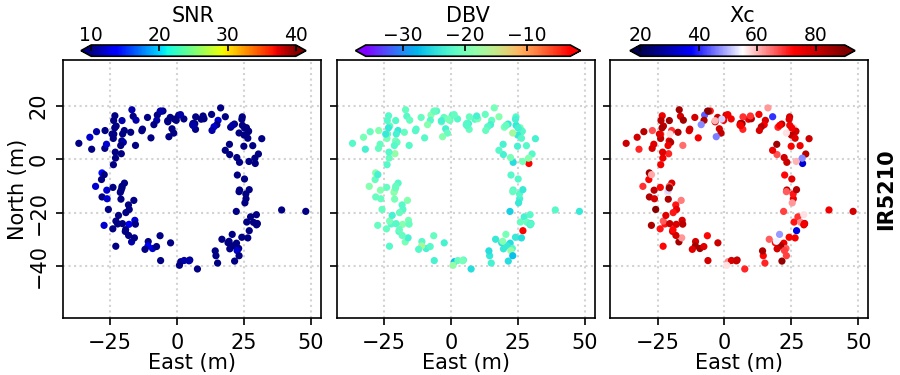 SNR DBV Xc
10 20 30 40 −30 −20 −10 20 40 60 80
20
0
−20
−40
North (m)
−25 0 25 50 −25 0 25 50 −25 0 25 50
East (m) East (m) East (m)
IR5210